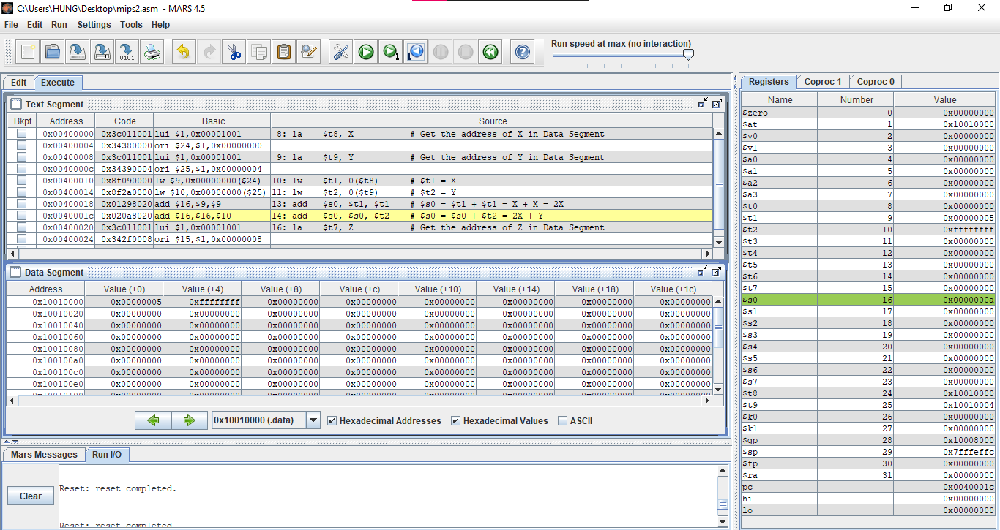 C:\Users\HUNG\Desktop\mips2.asm - MARS 4.5
File Edit Run Settings Tools Help
Run speed at max (no interaction)
Edit Execute
Text Segment
Bkpt Address Code Basic Source
0x00400000 0x3c011001 lui $1,0x00001001 8: la $t8, X # Get the address of X in Data Segment
0x00400004 0x34380000 ori $24,$1,0x00000000
0x00400008 0x3c011001 lui $1,0x00001001 9: la $t9, Y # Get the address of Y in Data Segment
0x0040000c 0x34390004 ori $25,$1,0x00000004
0x00400010 0x8f090000 lw $9,0x00000000($24) 10: lw $t1, 0($t8) # $t1 = X
0x00400014 0x8f2a0000 lw $10,0x00000000($25) 11: lw $t2, 0($t9) # $t2 = Y
0x00400018 0x01298020 add $16,$9,$9 13: add $s0, $t1, $t1 # $s0 = $t1 + $t1 = X + X = 2X
0x0040001c 0x020a8020 add $16,$16,$10 14: add $s0, $s0, $t2 # $s0 = $s0 + $t2 = 2X + Y
0x00400020 0x3c011001 lui $1,0x00001001 16: la $t7, Z # Get the address of Z in Data Segment
0x00400024 0x342f0008 ori $15,$1,0x00000008
Data Segment
Address Value (+0) Value (+4) Value (+8) Value (+c) Value (+10) Value (+14) Value (+18) Value (+1c)
0x10010000 0x00000005 0xffffffff 0x00000000 0x00000000 0x00000000 0x00000000 0x00000000 0x00000000
0x10010020 0x00000000 0x00000000 0x00000000 0x00000000 0x00000000 0x00000000 0x00000000 0x00000000
0x10010040 0x00000000 0x00000000 0x00000000 0x00000000 0x00000000 0x00000000 0x00000000 0x00000000
0x10010060 0x00000000 0x00000000 0x00000000 0x00000000 0x00000000 0x00000000 0x00000000 0x00000000
0x10010080 0x00000000 0x00000000 0x00000000 0x00000000 0x00000000 0x00000000 0x00000000 0x00000000
0x100100a0 0x00000000 0x00000000 0x00000000 0x00000000 0x00000000 0x00000000 0x00000000 0x00000000
0x100100c0 0x00000000 0x00000000 0x00000000 0x00000000 0x00000000 0x00000000 0x00000000 0x00000000
0x100100e0 0x00000000 0x00000000 0x00000000 0x00000000 0x00000000 0x00000000 0x00000000 0x00000000
0x10010000 (.data) Hexadecimal Addresses Hexadecimal Values ASCII
Mars Messages Run I/O
Clear
Reset: reset completed.
Reset: reset completed
Registers Coproc 1 Coproc 0
Name Number Value
$zero 0 0x00000000
$at 1 0x10010000
$v0 2 0x00000000
$v1 3 0x00000000
$a0 4 0x00000000
$a1 5 0x00000000
$a2 6 0x00000000
$a3 7 0x00000000
$t0 8 0x00000000
$t1 9 0x00000005
$t2 10 0xffffffff
$t3 11 0x00000000
$t4 12 0x00000000
$t5 13 0x00000000
$t6 14 0x00000000
$t7 15 0x00000000
$s0 16 0x0000000a
$s1 17 0x00000000
$s2 18 0x00000000
$s3 19 0x00000000
$s4 20 0x00000000
$s5 21 0x00000000
$s6 22 0x00000000
$s7 23 0x00000000
$t8 24 0x10010000
$t9 25 0x10010004
$k0 26 0x00000000
$k1 27 0x00000000
$gp 28 0x10008000
$sp 29 0x7fffeffc
$fp 30 0x00000000
$ra 31 0x00000000
pc 0x0040001c
hi 0x00000000
lo 0x00000000